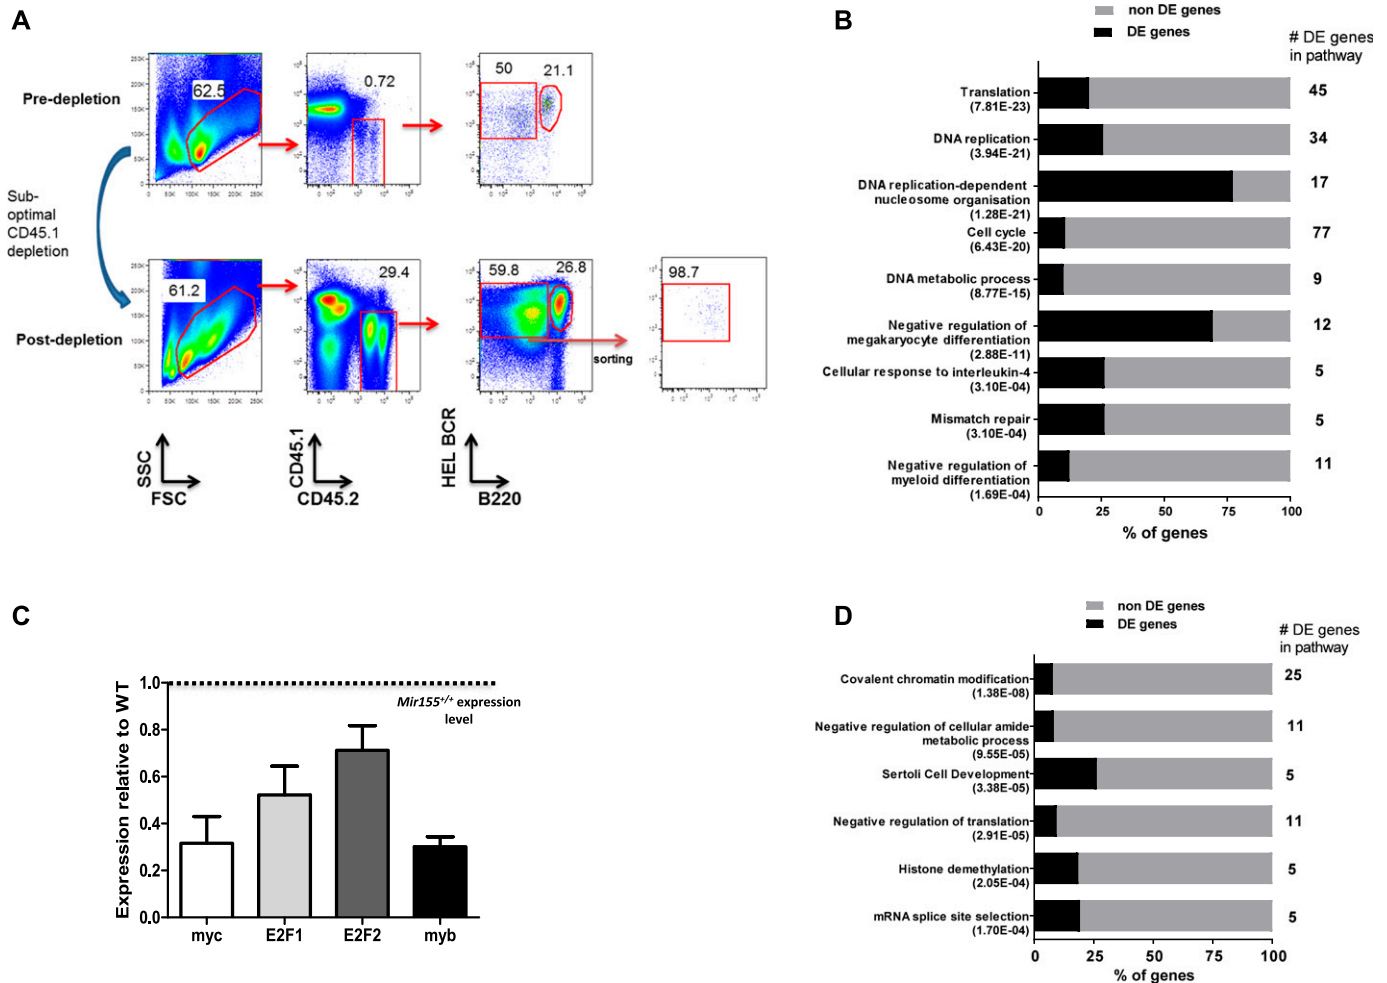 A
Pre-depletion
62.5
0.72
50
21.1
Sub-
optimal
CD45.1
depletion
Post-depletion
61.2
29.4
59.8
26.8
98.7
sorting
SSC
FSC
CD45.1
CD45.2
HEL BCR
B220
B
non DE genes
DE genes
# DE genes
in pathway
Translation
(7.81E-23)
45
DNA replication
(3.94E-21)
34
DNA replication-dependent
nucleosome organisation
(1.28E-21)
17
Cell cycle
(6.43E-20)
77
DNA metabolic process
(8.77E-15)
9
Negative regulation of
megakaryocyte differentiation
(2.88E-11)
12
Cellular response to interleukin-4
(3.10E-04)
5
Mismatch repair
(3.10E-04)
5
Negative regulation of
myeloid differentiation
(1.69E-04)
11
0 25 50 75 100
% of genes
C
Expression relative to WT
1.0
0.8
0.6
0.4
0.2
0.0
Mir155+/+ expression
level
myc E2F1 E2F2 myb
D
non DE genes
DE genes
# DE genes
in pathway
Covalent chromatin modification
(1.38E-08)
25
Negative regulation of cellular amide
metabolic process
(9.55E-05)
11
Sertoli Cell Development
(3.38E-05)
5
Negative regulation of translation
(2.91E-05)
11
Histone demethylation
(2.05E-04)
5
mRNA splice site selection
(1.70E-04)
5
0 25 50 75 100
% of genes